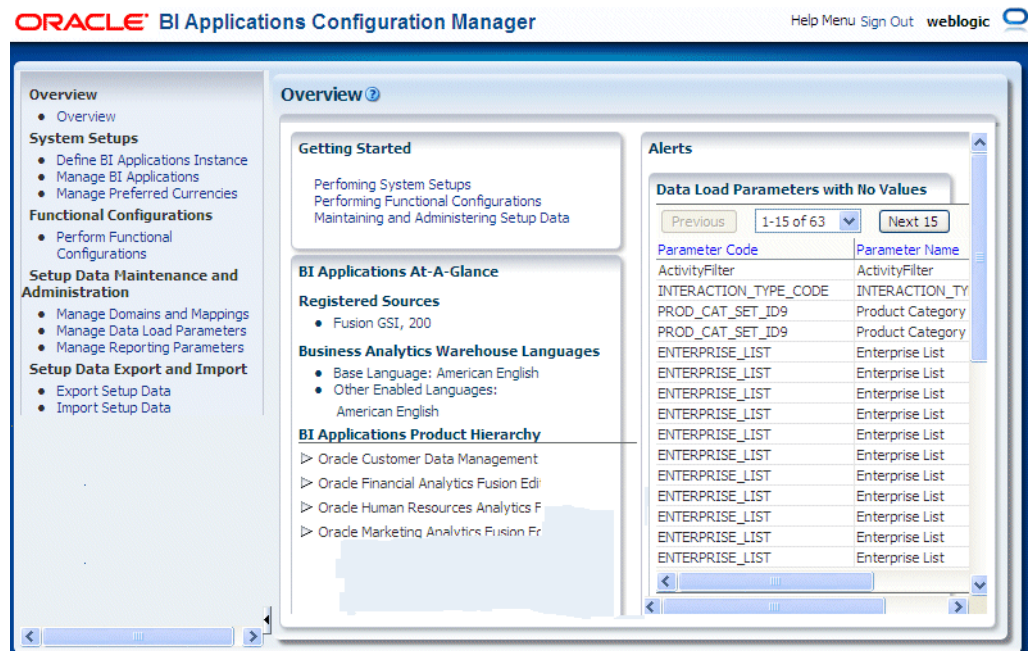 ORACLE BI Applications Configuration Manager
Help Menu Sign Out weblogic
Overview
Overview
System Setups
Define BI Applications Instance
Manage BI Applications
Manage Preferred Currencies
Functional Configurations
Perform Functional
Configurations
Setup Data Maintenance and
Administration
Manage Domains and Mappings
Manage Data Load Parameters
Manage Reporting Parameters
Setup Data Export and Import
Export Setup Data
Import Setup Data
Overview
Getting Started
Perfoming System Setups
Performing Functional Configurations
Maintaining and Administering Setup Data
BI Applications At-A-Glance
Registered Sources
Fusion GSI, 200
Business Analytics Warehouse Languages
Base Language: American English
Other Enabled Languages:
American English
BI Applications Product Hierarchy
Oracle Customer Data Management
Oracle Financial Analytics Fusion Edi
Oracle Human Resources Analytics F
Oracle Marketing Analytics Fusion Ec
Alerts
Data Load Parameters with No Values
Previous 1-15 of 63 Next 15
Parameter Code Parameter Name
ActivityFilter ActivityFilter
INTERACTION_TYPE_CODE INTERACTION_TY
PROD_CAT_SET_ID9 Product Category
PROD_CAT_SET_ID9 Product Category
ENTERPRISE_LIST Enterprise List
ENTERPRISE_LIST Enterprise List
ENTERPRISE_LIST Enterprise List
ENTERPRISE_LIST Enterprise List
ENTERPRISE_LIST Enterprise List
ENTERPRISE_LIST Enterprise List
ENTERPRISE_LIST Enterprise List
ENTERPRISE_LIST Enterprise List
ENTERPRISE_LIST Enterprise List
ENTERPRISE_LIST Enterprise List
ENTERPRISE_LIST Enterprise List